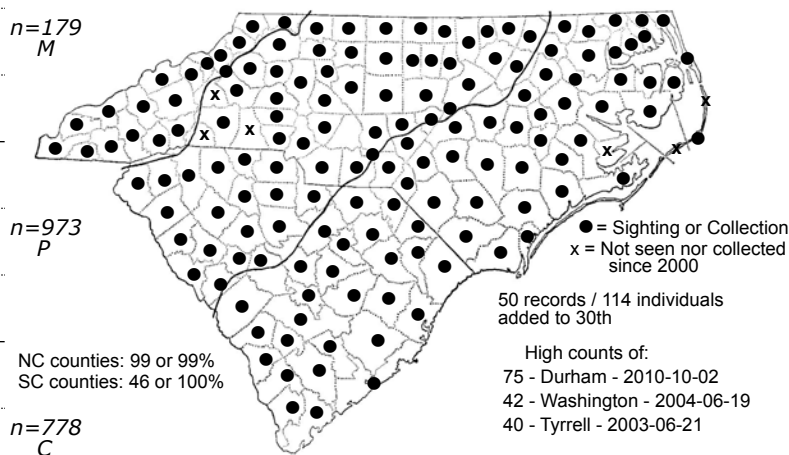 n=179
M
n=973
P
n=778
C
x
x
x
x
x
x
● = Sighting or Collection
x = Not seen nor collected
since 2000
50 records / 114 individuals
added to 30th
NC counties: 99 or 99%
SC counties: 46 or 100%
High counts of:
75 - Durham - 2010-10-02
42 - Washington - 2004-06-19
40 - Tyrrell - 2003-06-21